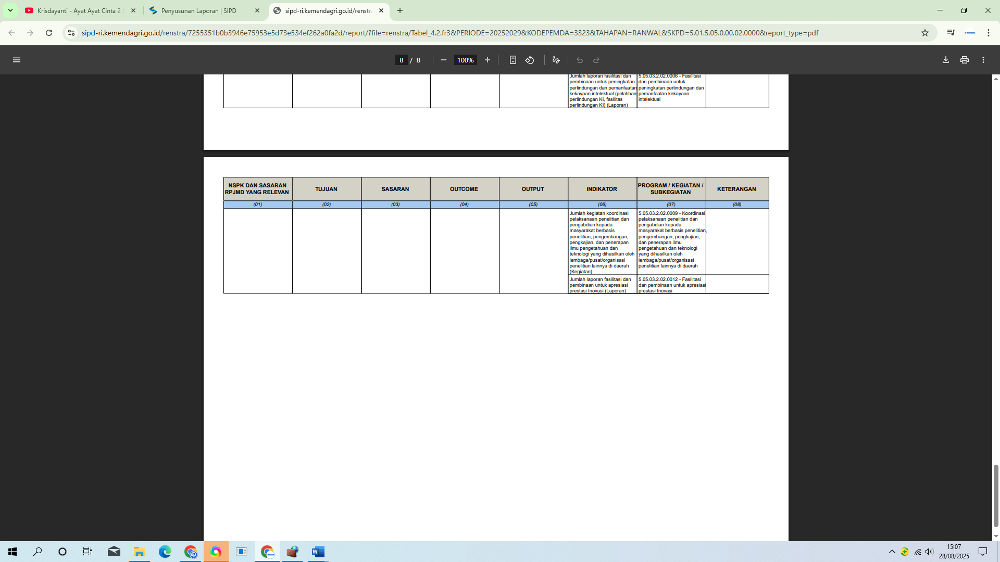 Krisdayanti - Ayat Ayat Cinta 2
Penyusunan Laporan | SIPD
sipd-ri.kemendagri.go.id/renstra
sipd-ri.kemendagri.go.id/renstra/7255351b0b3946e75953e5d73e534ef262a0fa2d/report/?file=renstra/Tabel_4.2.fr3&PERIODE=20252029&KODEPEMDA=3323&TAHAPAN=RANWAL&SKPD=5.01.5.05.0.00.02.0000&report_type=pdf
8 / 8
100%
Jumlah laporan fasilitasi dan
pembinaan untuk peningkatan
perlindungan dan pemanfaatan
kekayaan intelektual (pelatihan
perlindungan KI, fasilitas
perlindungan KI) (Laporan)
5.05.03.2.02.0006 - Fasilitasi
dan pembinaan untuk
peningkatan perlindungan dan
pemanfaatan kekayaan
intelektual
NSPK DAN SASARAN
RPJMD YANG RELEVAN
TUJUAN
SASARAN
OUTCOME
OUTPUT
INDIKATOR
PROGRAM / KEGIATAN /
SUBKEGIATAN
KETERANGAN
(01)
(02)
(03)
(04)
(05)
(06)
(07)
(08)
Jumlah kegiatan koordinasi
pelaksanaan penelitian dan
pengabdian kepada
masyarakat berbasis
penelitian, pengembangan,
pengkajian, dan penerapan
ilmu pengetahuan dan
teknologi yang dihasilkan oleh
lembaga/pusat/organisasi
penelitian lainnya di daerah
(Kegiatan)
5.05.03.2.02.0009 - Koordinasi
pelaksanaan penelitian dan
pengabdian kepada
masyarakat berbasis penelitian,
pengembangan, pengkajian,
dan penerapan ilmu
pengetahuan dan teknologi
yang dihasilkan oleh
lembaga/pusat/organisasi
penelitian lainnya di daerah
Jumlah laporan fasilitasi dan
pembinaan untuk apresiasi
prestasi Inovasi (Laporan)
5.05.03.2.02.0012 - Fasilitasi
dan pembinaan untuk apresiasi
prestasi Inovasi
15:07
28/08/2025